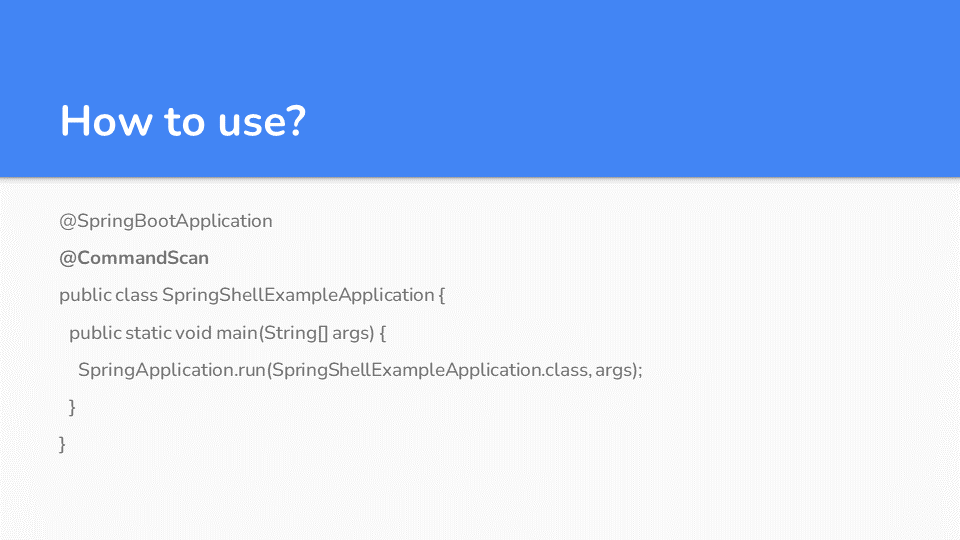 How to use?
@SpringBootApplication
@CommandScan
public class SpringShellExampleApplication {
public static void main(String[] args) {
SpringApplication.run(SpringShellExampleApplication.class, args);
}
}